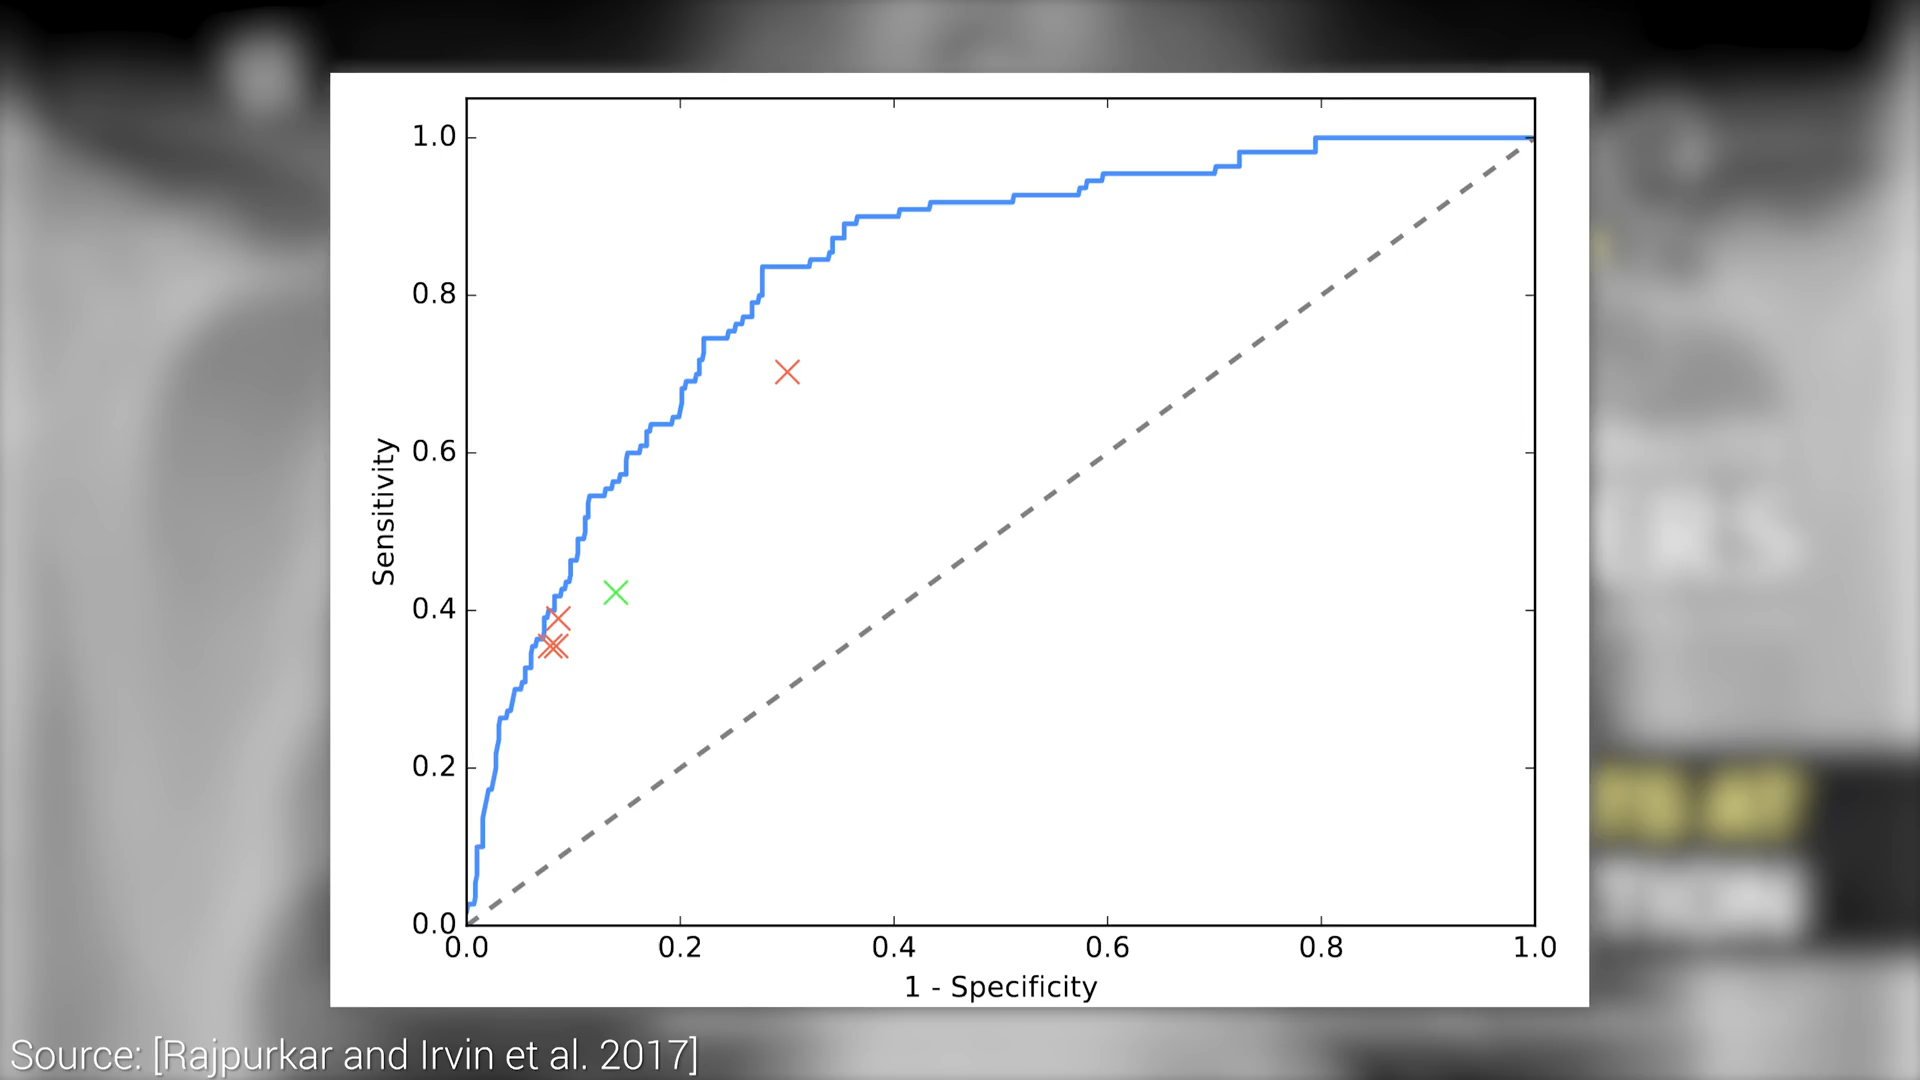 1.0
0.8
0.6
0.4
0.2
0.0
Sensitivity
0.0 0.2 0.4 0.6 0.8 1.0
1 - Specificity
Source: [Rajpurkar and Irvin et al. 2017]